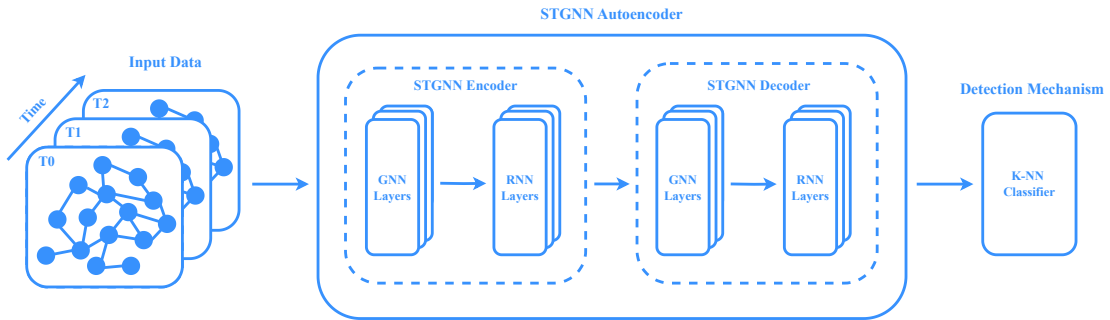 STGNN Autoencoder
Input Data
Time
T2
T1
T0
STGNN Encoder
GNN
Layers
RNN
Layers
STGNN Decoder
GNN
Layers
RNN
Layers
Detection Mechanism
K-NN
Classifier